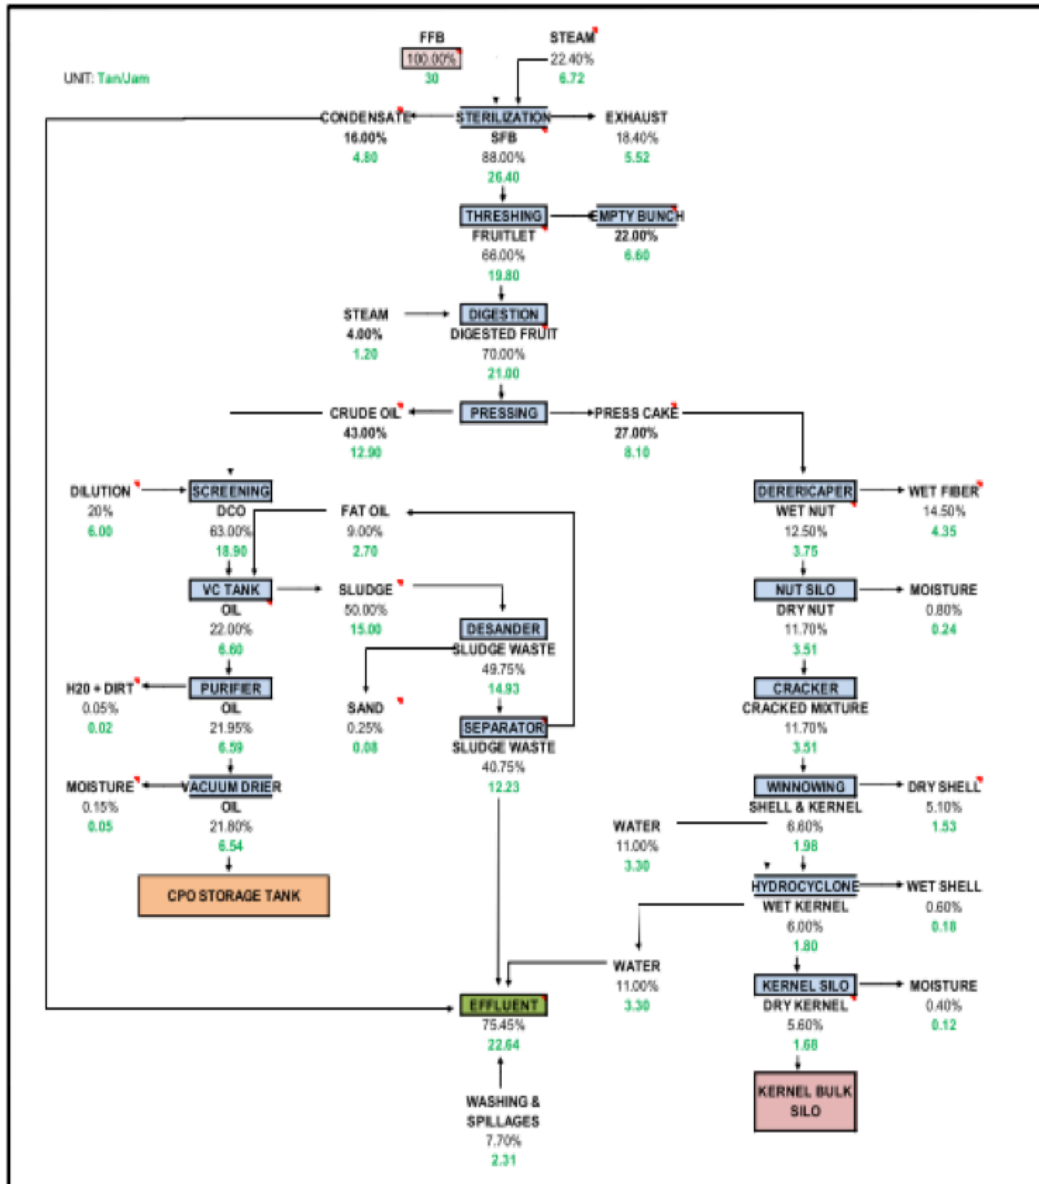 FFB
100.00%
30
STEAM
22.40%
6.72
UNIT: Tan/Jam
CONDENSATE
16.00%
4.80
STERILIZATION
SFB
88.00%
26.40
EXHAUST
18.40%
5.52
THRESHING
FRUITLET
66.00%
19.80
EMPTY BUNCH
22.00%
6.60
STEAM
4.00%
1.20
DIGESTION
DIGESTED FRUIT
70.00%
21.00
CRUDE OIL
43.00%
12.90
PRESSING
PRESS CAKE
27.00%
8.10
DILUTION
20%
6.00
SCREENING
DCO
63.00%
18.90
FAT OIL
9.00%
2.70
DERERICAPER
WET NUT
12.50%
3.75
WET FIBER
14.50%
4.35
VC TANK
OIL
22.00%
6.60
SLUDGE
50.00%
15.00
DESANDER
SLUDGE WASTE
49.75%
14.93
NUT SILO
DRY NUT
11.70%
3.51
MOISTURE
0.80%
0.24
H20 + DIRT
0.05%
0.02
PURIFIER
OIL
21.95%
6.59
SAND
0.25%
0.08
SEPARATOR
SLUDGE WASTE
40.75%
12.23
CRACKER
CRACKED MIXTURE
11.70%
3.51
MOISTURE
0.15%
0.05
VACUUM DRIER
OIL
21.80%
6.54
WINNOWING
SHELL & KERNEL
6.60%
1.98
DRY SHELL
5.10%
1.53
WATER
11.00%
3.30
CPO STORAGE TANK
HYDROCYCLONE
WET KERNEL
6.00%
1.80
WET SHELL
0.60%
0.18
WATER
11.00%
3.30
KERNEL SILO
DRY KERNEL
5.60%
1.68
MOISTURE
0.40%
0.12
EFFLUENT
75.45%
22.64
KERNEL BULK
SILO
WASHING &
SPILLAGES
7.70%
2.31